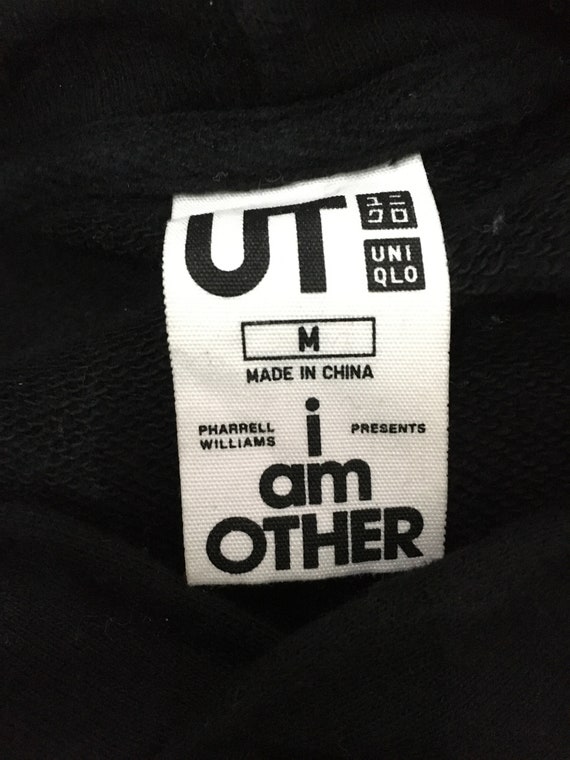 UT ユニ
クロ
UNI
QLO
M
MADE IN CHINA
PHARRELL
WILLIAMS
PRESENTS
i
am
OTHER